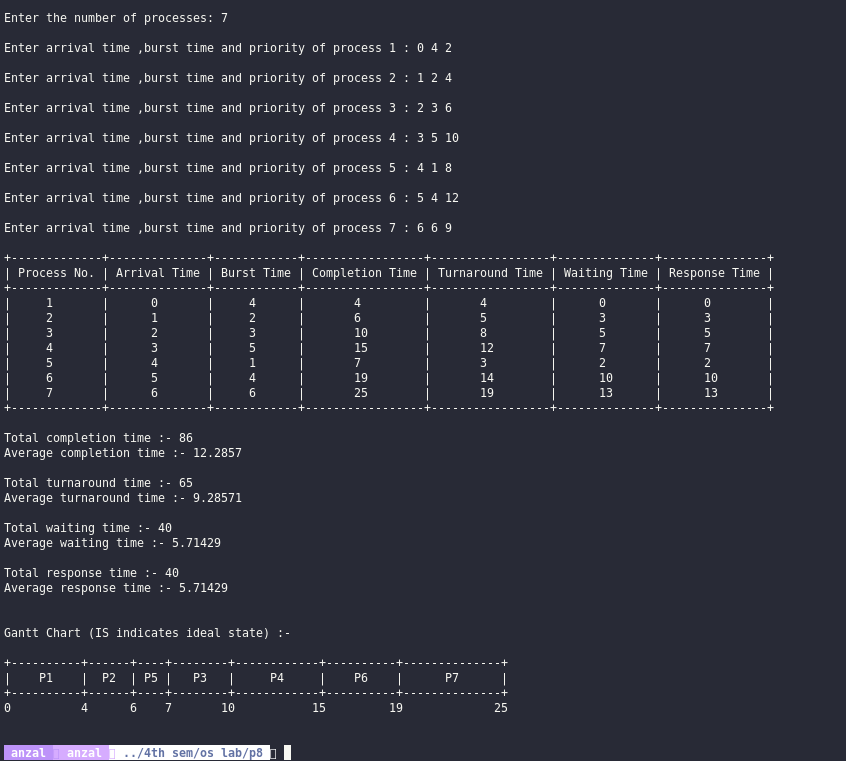 Enter the number of processes: 7
Enter arrival time ,burst time and priority of process 1 : 0 4 2
Enter arrival time ,burst time and priority of process 2 : 1 2 4
Enter arrival time ,burst time and priority of process 3 : 2 3 6
Enter arrival time ,burst time and priority of process 4 : 3 5 10
Enter arrival time ,burst time and priority of process 5 : 4 1 8
Enter arrival time ,burst time and priority of process 6 : 5 4 12
Enter arrival time ,burst time and priority of process 7 : 6 6 9
+-------------+--------------+------------+-----------------+-----------------+--------------+---------------+
| Process No. | Arrival Time | Burst Time | Completion Time | Turnaround Time | Waiting Time | Response Time |
+-------------+--------------+------------+-----------------+-----------------+--------------+---------------+
| 1 | 0 | 4 | 4 | 4 | 0 | 0 |
| 2 | 1 | 2 | 6 | 5 | 3 | 3 |
| 3 | 2 | 3 | 10 | 8 | 5 | 5 |
| 4 | 3 | 5 | 15 | 12 | 7 | 7 |
| 5 | 4 | 1 | 7 | 3 | 2 | 2 |
| 6 | 5 | 4 | 19 | 14 | 10 | 10 |
| 7 | 6 | 6 | 25 | 19 | 13 | 13 |
+-------------+--------------+------------+-----------------+-----------------+--------------+---------------+
Total completion time :- 86
Average completion time :- 12.2857
Total turnaround time :- 65
Average turnaround time :- 9.28571
Total waiting time :- 40
Average waiting time :- 5.71429
Total response time :- 40
Average response time :- 5.71429
Gantt Chart (IS indicates ideal state) :-
+----------+------+----+--------+------------+----------+--------------+
| P1 | P2 | P5 | P3 | P4 | P6 | P7 |
+----------+------+----+--------+------------+----------+--------------+
0 4 6 7 10 15 19 25
anzal anzal ../4th sem/os lab/p8